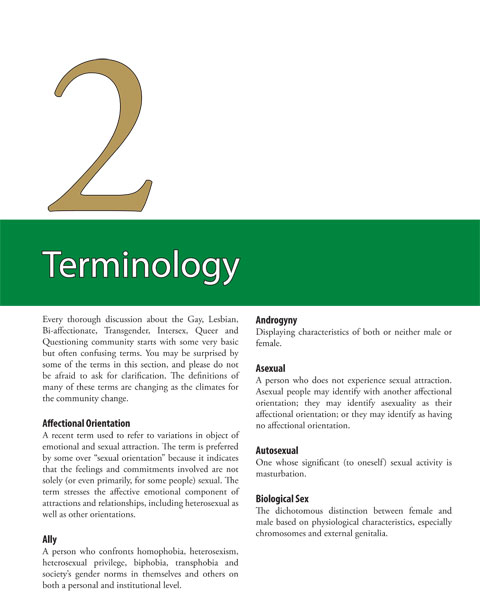 2
Terminology
Every thorough discussion about the Gay, Lesbian,
Bi-affectionate, Transgender, Intersex, Queer and
Questioning community starts with some very basic
but often confusing terms. You may be surprised by
some of the terms in this section, and please do not
be afraid to ask for clarification. The definitions of
many of these terms are changing as the climates for
the community change.
Affectional Orientation
A recent term used to refer to variations in object of
emotional and sexual attraction. The term is preferred
by some over “sexual orientation” because it indicates
that the feelings and commitments involved are not
solely (or even primarily, for some people) sexual. The
term stresses the affective emotional component of
attractions and relationships, including heterosexual as
well as other orientations.
Ally
A person who confronts homophobia, heterosexism,
heterosexual privilege, biphobia, transphobia and
society’s gender norms in themselves and others on
both a personal and institutional level.
Androgyny
Displaying characteristics of both or neither male or
female.
Asexual
A person who does not experience sexual attraction.
Asexual people may identify with another affectional
orientation; they may identify asexuality as their
affectional orientation; or they may identify as having
no affectional orientation.
Autosexual
One whose significant (to oneself) sexual activity is
masturbation.
Biological Sex
The dichotomous distinction between female and
male based on physiological characteristics, especially
chromosomes and external genitalia.